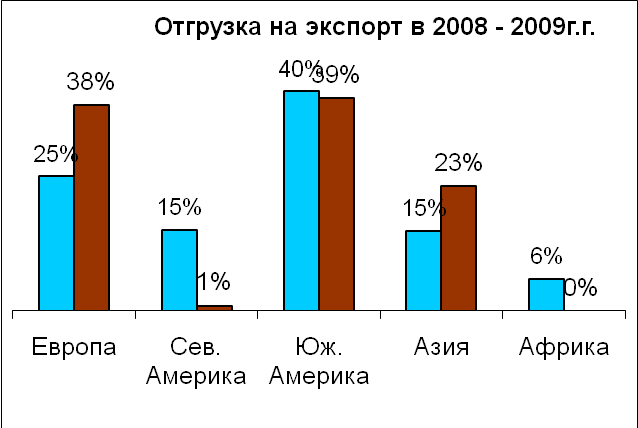 Отгрузка на экспорт в 2008 - 2009г.г.
38%
25%
15%
1%
40%
39%
15%
23%
6%
0%
Европа
Сев.
Америка
Юж.
Америка
Азия
Африка